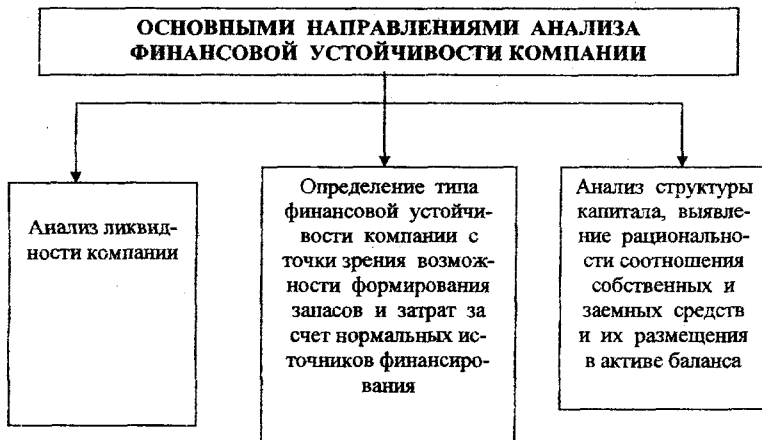 ОСНОВНЫМИ НАПРАВЛЕНИЯМИ АНАЛИЗА
ФИНАНСОВОЙ УСТОЙЧИВОСТИ КОМПАНИИ
Анализ ликвид-
ности компании
Определение типа
финансовой устойчи-
вости компании с
точки зрения возмож-
ности формирования
запасов и затрат за
счет нормальных ис-
точников финансиро-
вания
Анализ структуры
капитала, выявле-
ние рационально-
сти соотношения
собственных и
заемных средств
и их размещения
в активе баланса